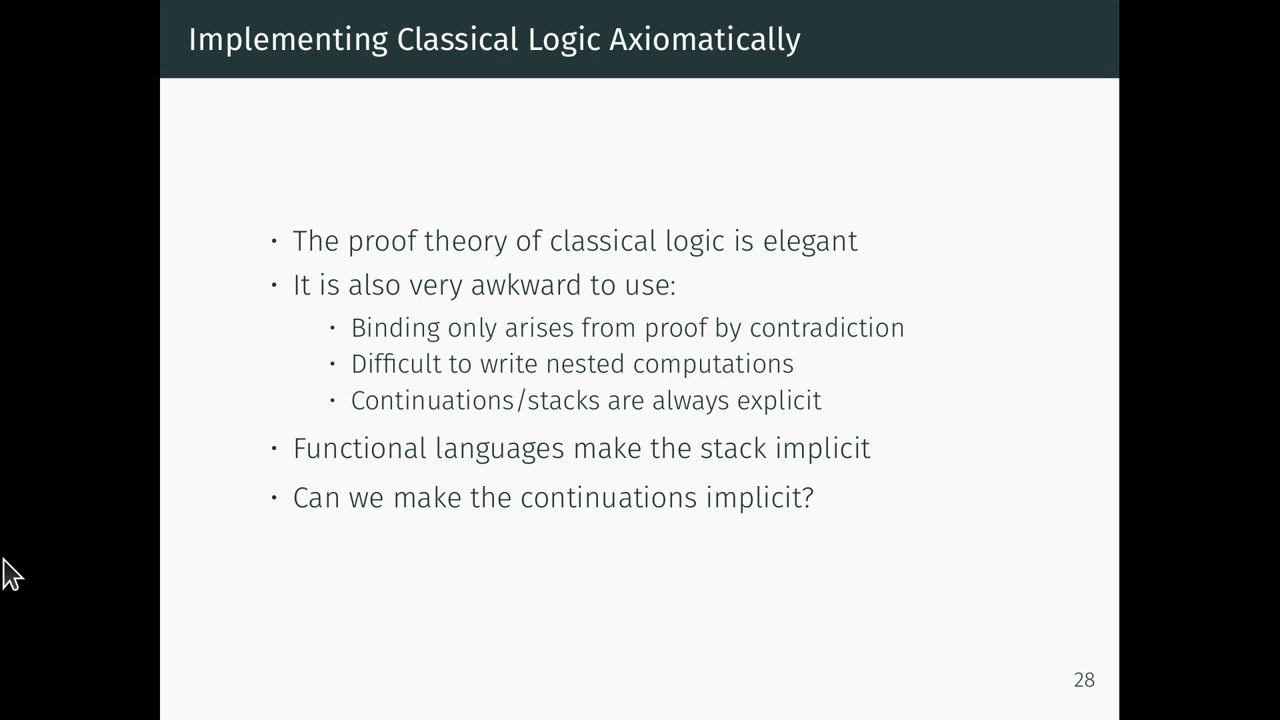 Implementing Classical Logic Axiomatically
• The proof theory of classical logic is elegant
• It is also very awkward to use:
• Binding only arises from proof by contradiction
• Difficult to write nested computations
• Continuations/stacks are always explicit
• Functional languages make the stack implicit
• Can we make the continuations implicit?
28